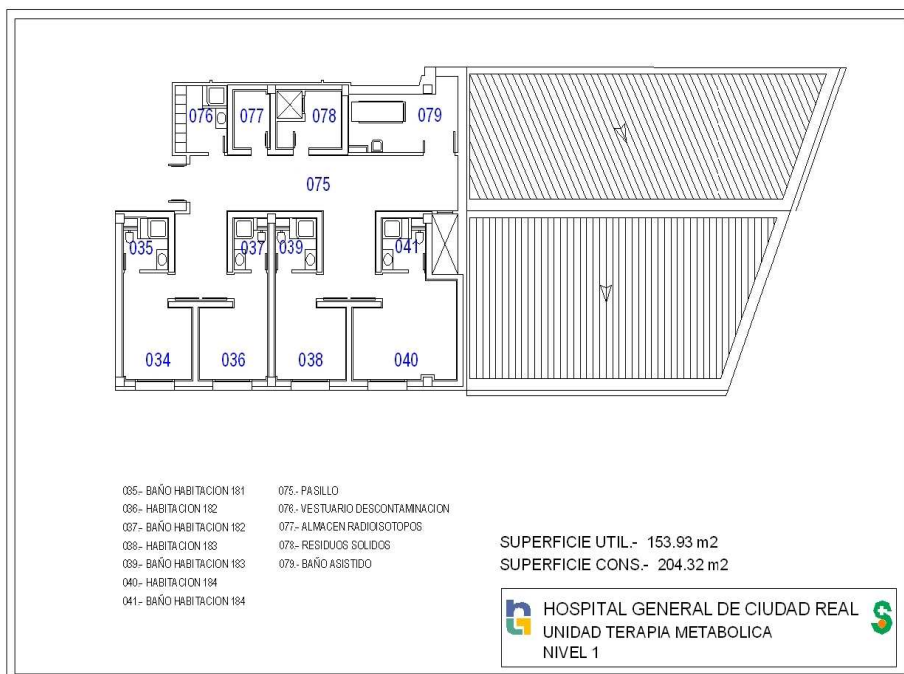 076
077
078
079
075
035
037
039
041
034
036
038
040
035.- BAÑO HABITACION 181
036.- HABITACION 182
037.- BAÑO HABITACION 182
038.- HABITACION 183
039.- BAÑO HABITACION 183
040.- HABITACION 184
041.- BAÑO HABITACION 184
075.- PASILLO
076.- VESTUARIO DESCONTAMINACION
077.- ALMACEN RADIOISOTOPOS
078.- RESIDUOS SOLIDOS
079.- BAÑO ASISTIDO
SUPERFICIE UTIL.- 153.93 m2
SUPERFICIE CONS.- 204.32 m2
HOSPITAL GENERAL DE CIUDAD REAL
UNIDAD TERAPIA METABOLICA
NIVEL 1